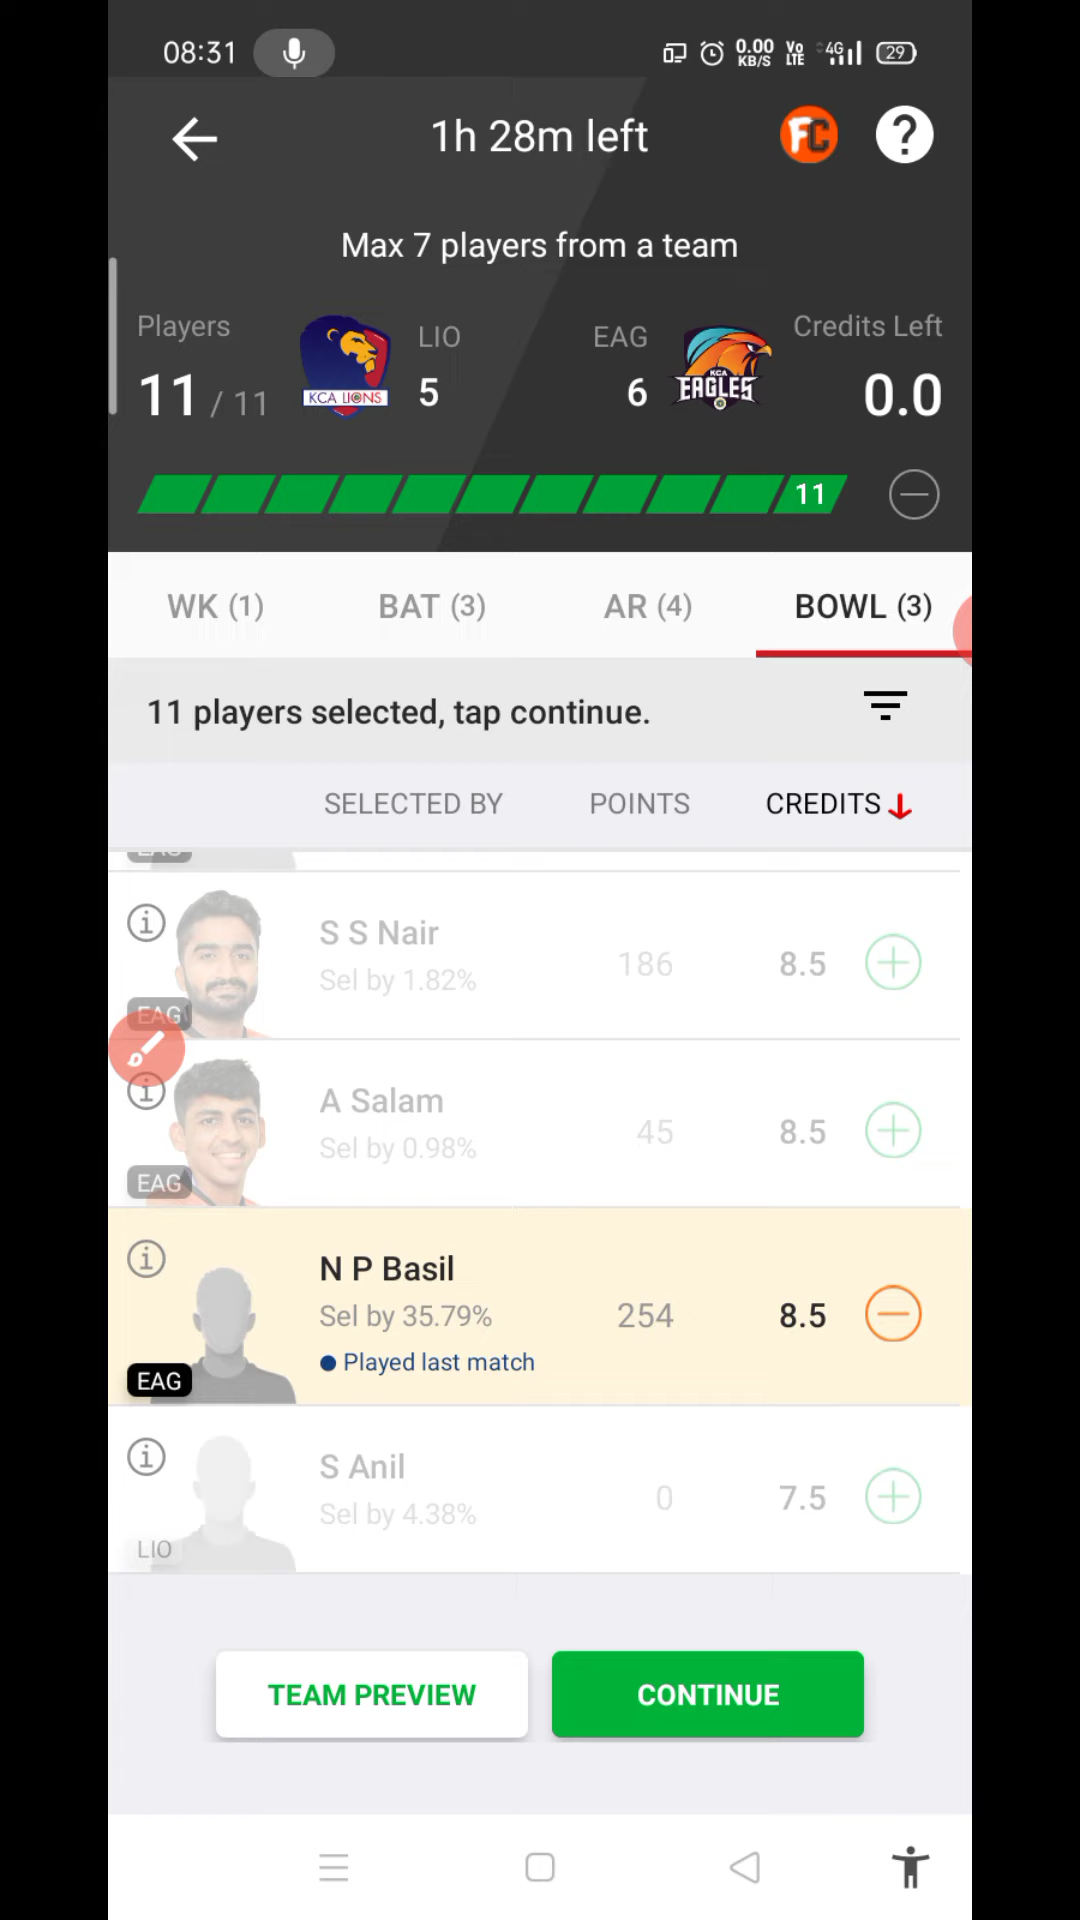 08:31
0.00 KB/S Vo LTE 4G 29
1h 28m left
FC ?
Max 7 players from a team
Players LIO EAG Credits Left
11 / 11 5 6 0.0
KCA LIONS
KCA EAGLES
11
WK (1) BAT (3) AR (4) BOWL (3)
11 players selected, tap continue.
SELECTED BY POINTS CREDITS
EAG
S S Nair
Sel by 1.82% 186 8.5
EAG
A Salam
Sel by 0.98% 45 8.5
EAG
N P Basil
Sel by 35.79% 254 8.5
Played last match
EAG
S Anil
Sel by 4.38% 0 7.5
LIO
TEAM PREVIEW CONTINUE